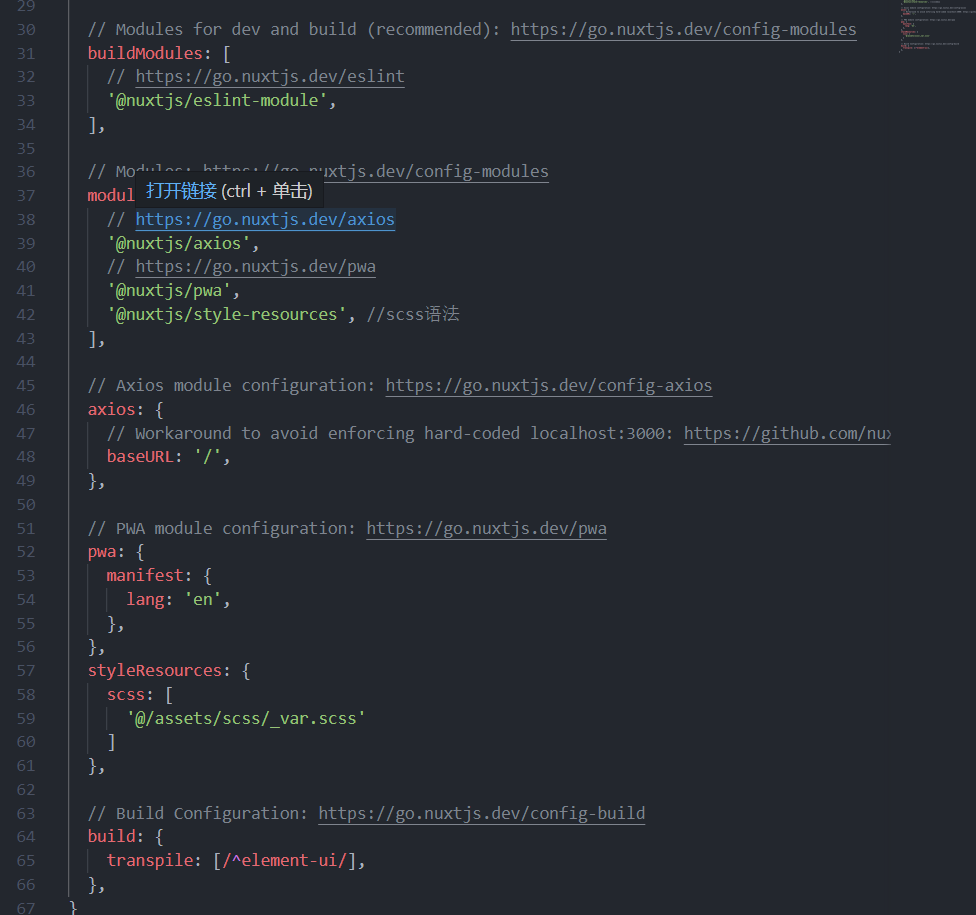 29
30 // Modules for dev and build (recommended): https://go.nuxtjs.dev/config-modules
31 buildModules: [
32 // https://go.nuxtjs.dev/eslint
33 '@nuxtjs/eslint-module',
34 ],
35
36 // Modules: https://go.nuxtjs.dev/config-modules
37 modul
打开链接 (ctrl + 单击)
38 // https://go.nuxtjs.dev/axios
39 '@nuxtjs/axios',
40 // https://go.nuxtjs.dev/pwa
41 '@nuxtjs/pwa',
42 '@nuxtjs/style-resources', //scss语法
43 ],
44
45 // Axios module configuration: https://go.nuxtjs.dev/config-axios
46 axios: {
47 // Workaround to avoid enforcing hard-coded localhost:3000: https://github.com/nux
48 baseURL: '/',
49 },
50
51 // PWA module configuration: https://go.nuxtjs.dev/pwa
52 pwa: {
53 manifest: {
54 lang: 'en',
55 },
56 },
57 styleResources: {
58 scss: [
59 '@/assets/scss/_var.scss'
60 ]
61 },
62
63 // Build Configuration: https://go.nuxtjs.dev/config-build
64 build: {
65 transpile: [/^element-ui/],
66 },
67 }